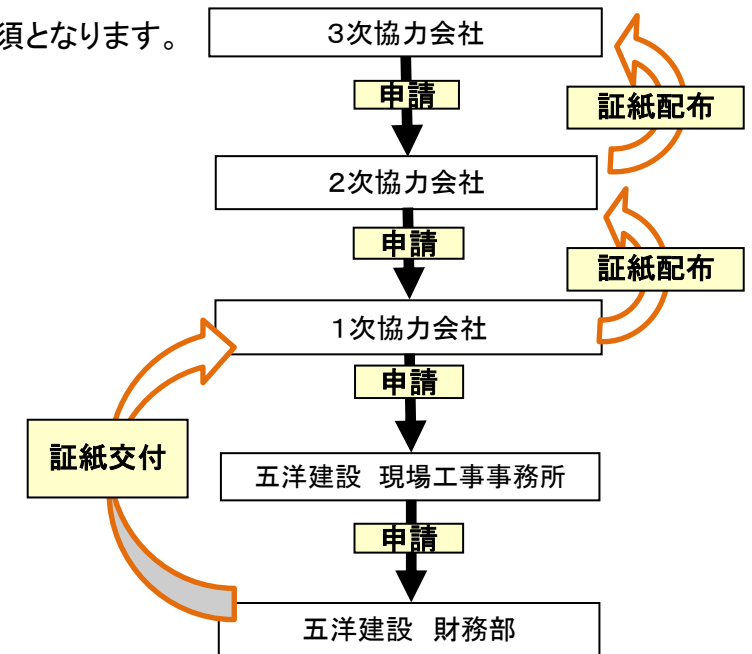 須となります。
３次協力会社
申請
証紙配布
２次協力会社
申請
証紙配布
１次協力会社
申請
証紙交付
五洋建設　現場工事事務所
申請
五洋建設　財務部